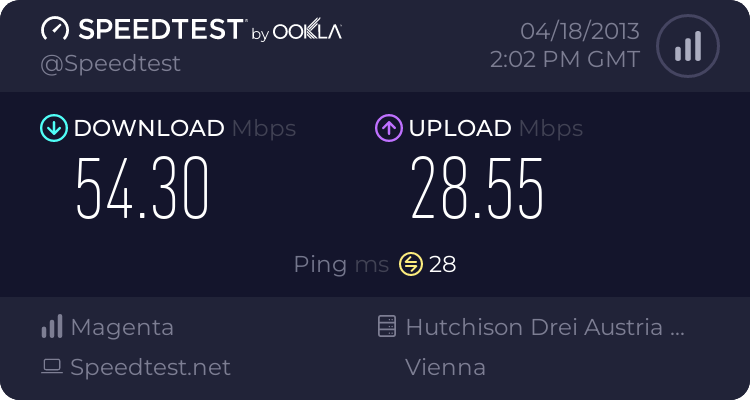 SPEEDTEST by OOKLA
@Speedtest
04/18/2013
2:02 PM GMT
DOWNLOAD Mbps
54.30
UPLOAD Mbps
28.55
Ping ms 28
Magenta
Speedtest.net
Hutchison Drei Austria ...
Vienna